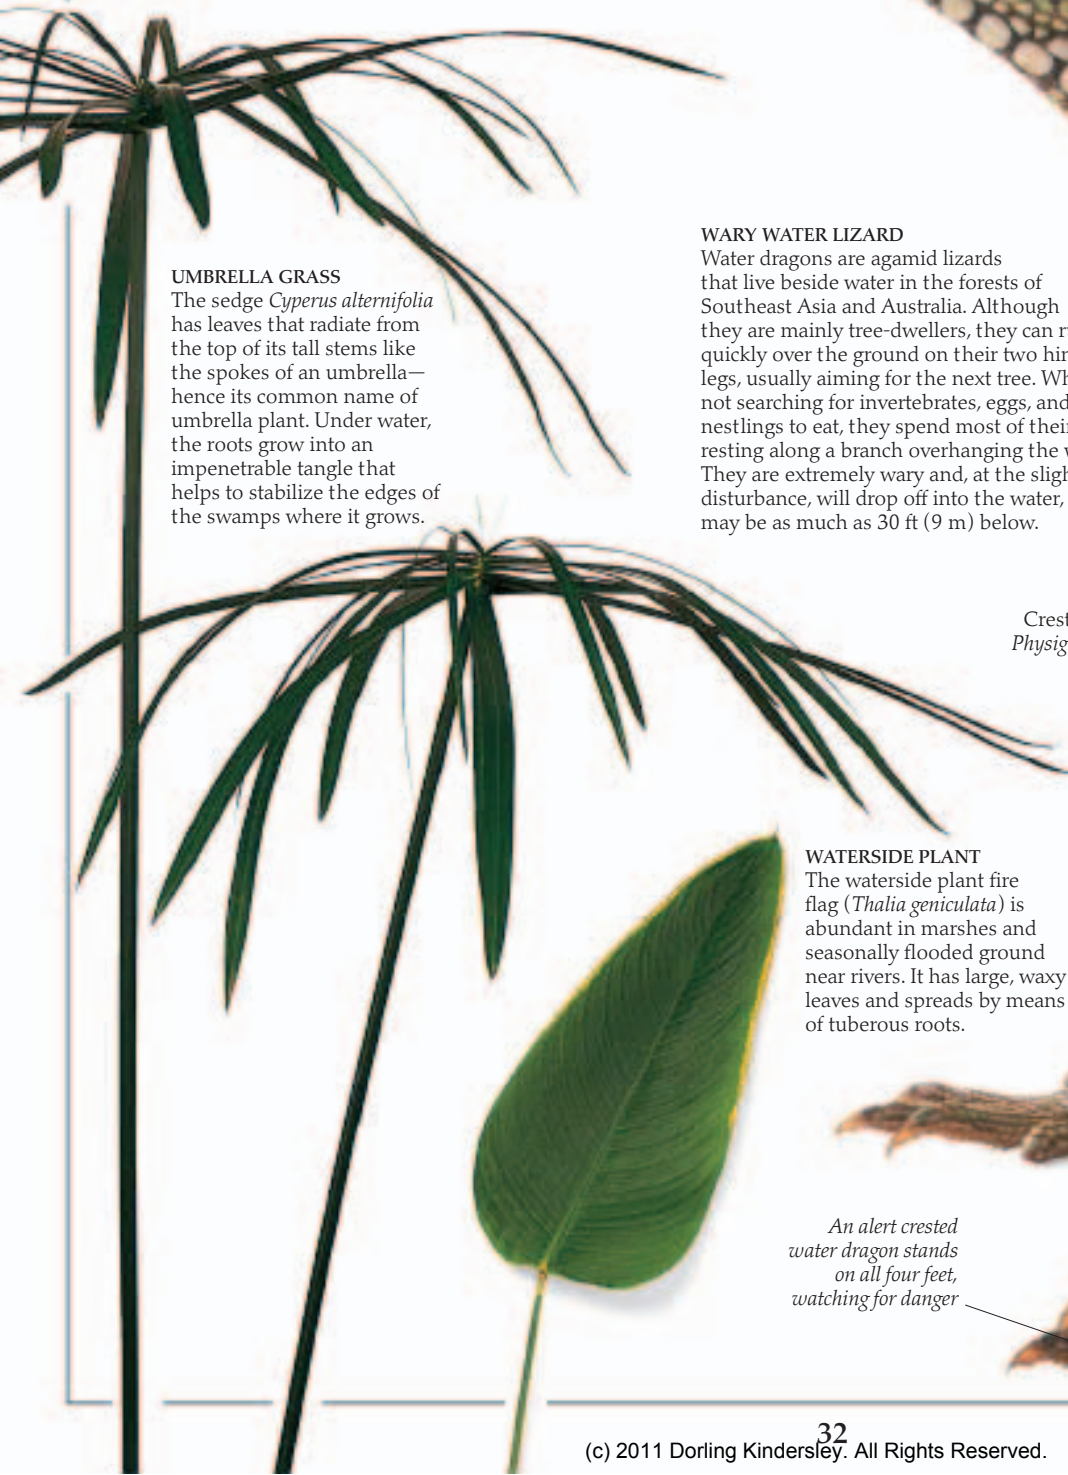 UMBRELLA GRASS
The sedge Cyperus alternifolia
has leaves that radiate from
the top of its tall stems like
the spokes of an umbrella—
hence its common name of
umbrella plant. Under water,
the roots grow into an
impenetrable tangle that
helps to stabilize the edges of
the swamps where it grows.
WARY WATER LIZARD
Water dragons are agamid lizards
that live beside water in the forests of
Southeast Asia and Australia. Although
they are mainly tree-dwellers, they can
quickly over the ground on their two
legs, usually aiming for the next tree.
not searching for invertebrates, eggs, and
nestlings to eat, they spend most of their
resting along a branch overhanging the
They are extremely wary and, at the
disturbance, will drop off into the water,
may be as much as 30 ft (9 m) below.
WATERSIDE PLANT
The waterside plant fire
flag (Thalia geniculata) is
abundant in marshes and
seasonally flooded ground
near rivers. It has large, waxy
leaves and spreads by means
of tuberous roots.
An alert crested
water dragon stands
on all four feet,
watching for danger
32
(c) 2011 Dorling Kindersley. All Rights Reserved.